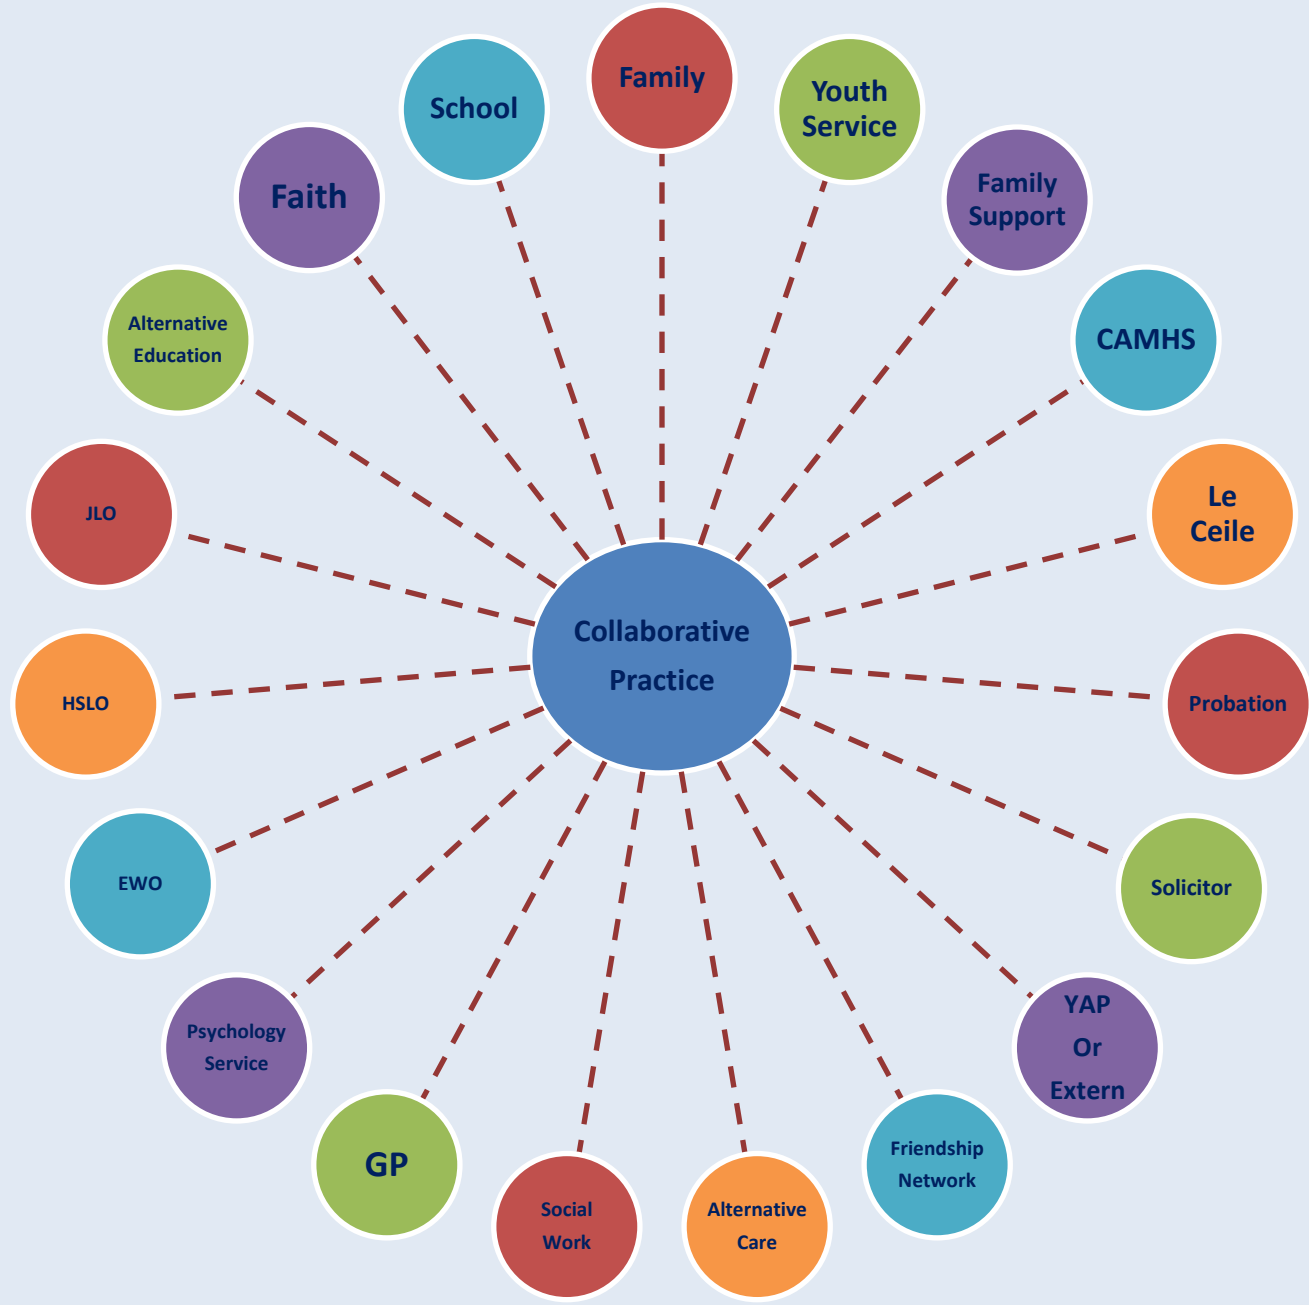 Family
Youth
Service
Family
Support
CAMHS
Le
Ceile
Probation
Solicitor
YAP
Or
Extern
Friendship
Network
Alternative
Care
Social
Work
GP
Psychology
Service
EWO
HSLO
JLO
Alternative
Education
Faith
School
Collaborative
Practice